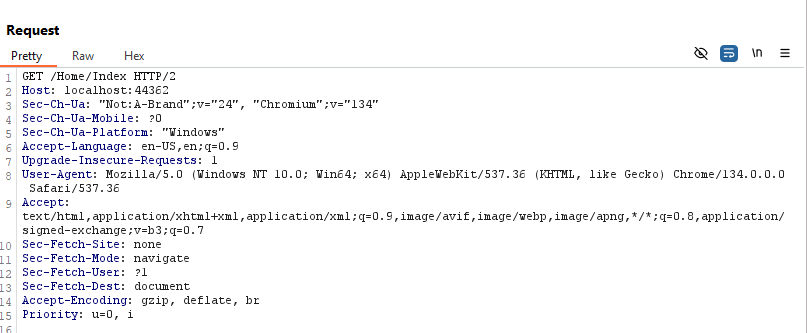 Request
Pretty Raw Hex
\n
1 GET /Home/Index HTTP/2
2 Host: localhost:44362
3 Sec-Ch-Ua: "Not:A-Brand";v="24", "Chromium";v="134"
4 Sec-Ch-Ua-Mobile: ?0
5 Sec-Ch-Ua-Platform: "Windows"
6 Accept-Language: en-US,en;q=0.9
7 Upgrade-Insecure-Requests: 1
8 User-Agent: Mozilla/5.0 (Windows NT 10.0; Win64; x64) AppleWebKit/537.36 (KHTML, like Gecko) Chrome/134.0.0.0
Safari/537.36
9 Accept:
text/html,application/xhtml+xml,application/xml;q=0.9,image/avif,image/webp,image/apng,*/*;q=0.8,application/
signed-exchange;v=b3;q=0.7
10 Sec-Fetch-Site: none
11 Sec-Fetch-Mode: navigate
12 Sec-Fetch-User: ?1
13 Sec-Fetch-Dest: document
14 Accept-Encoding: gzip, deflate, br
15 Priority: u=0, i
16